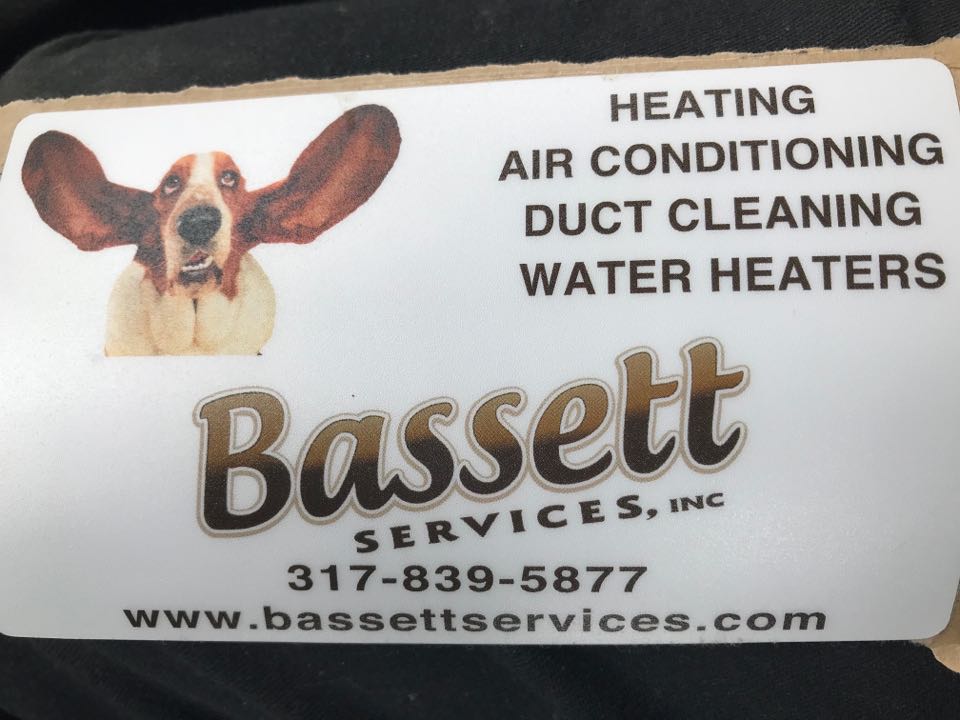 HEATING
AIR CONDITIONING
DUCT CLEANING
WATER HEATERS
Bassett
SERVICES, INC
317-839-5877
www.bassettservices.com